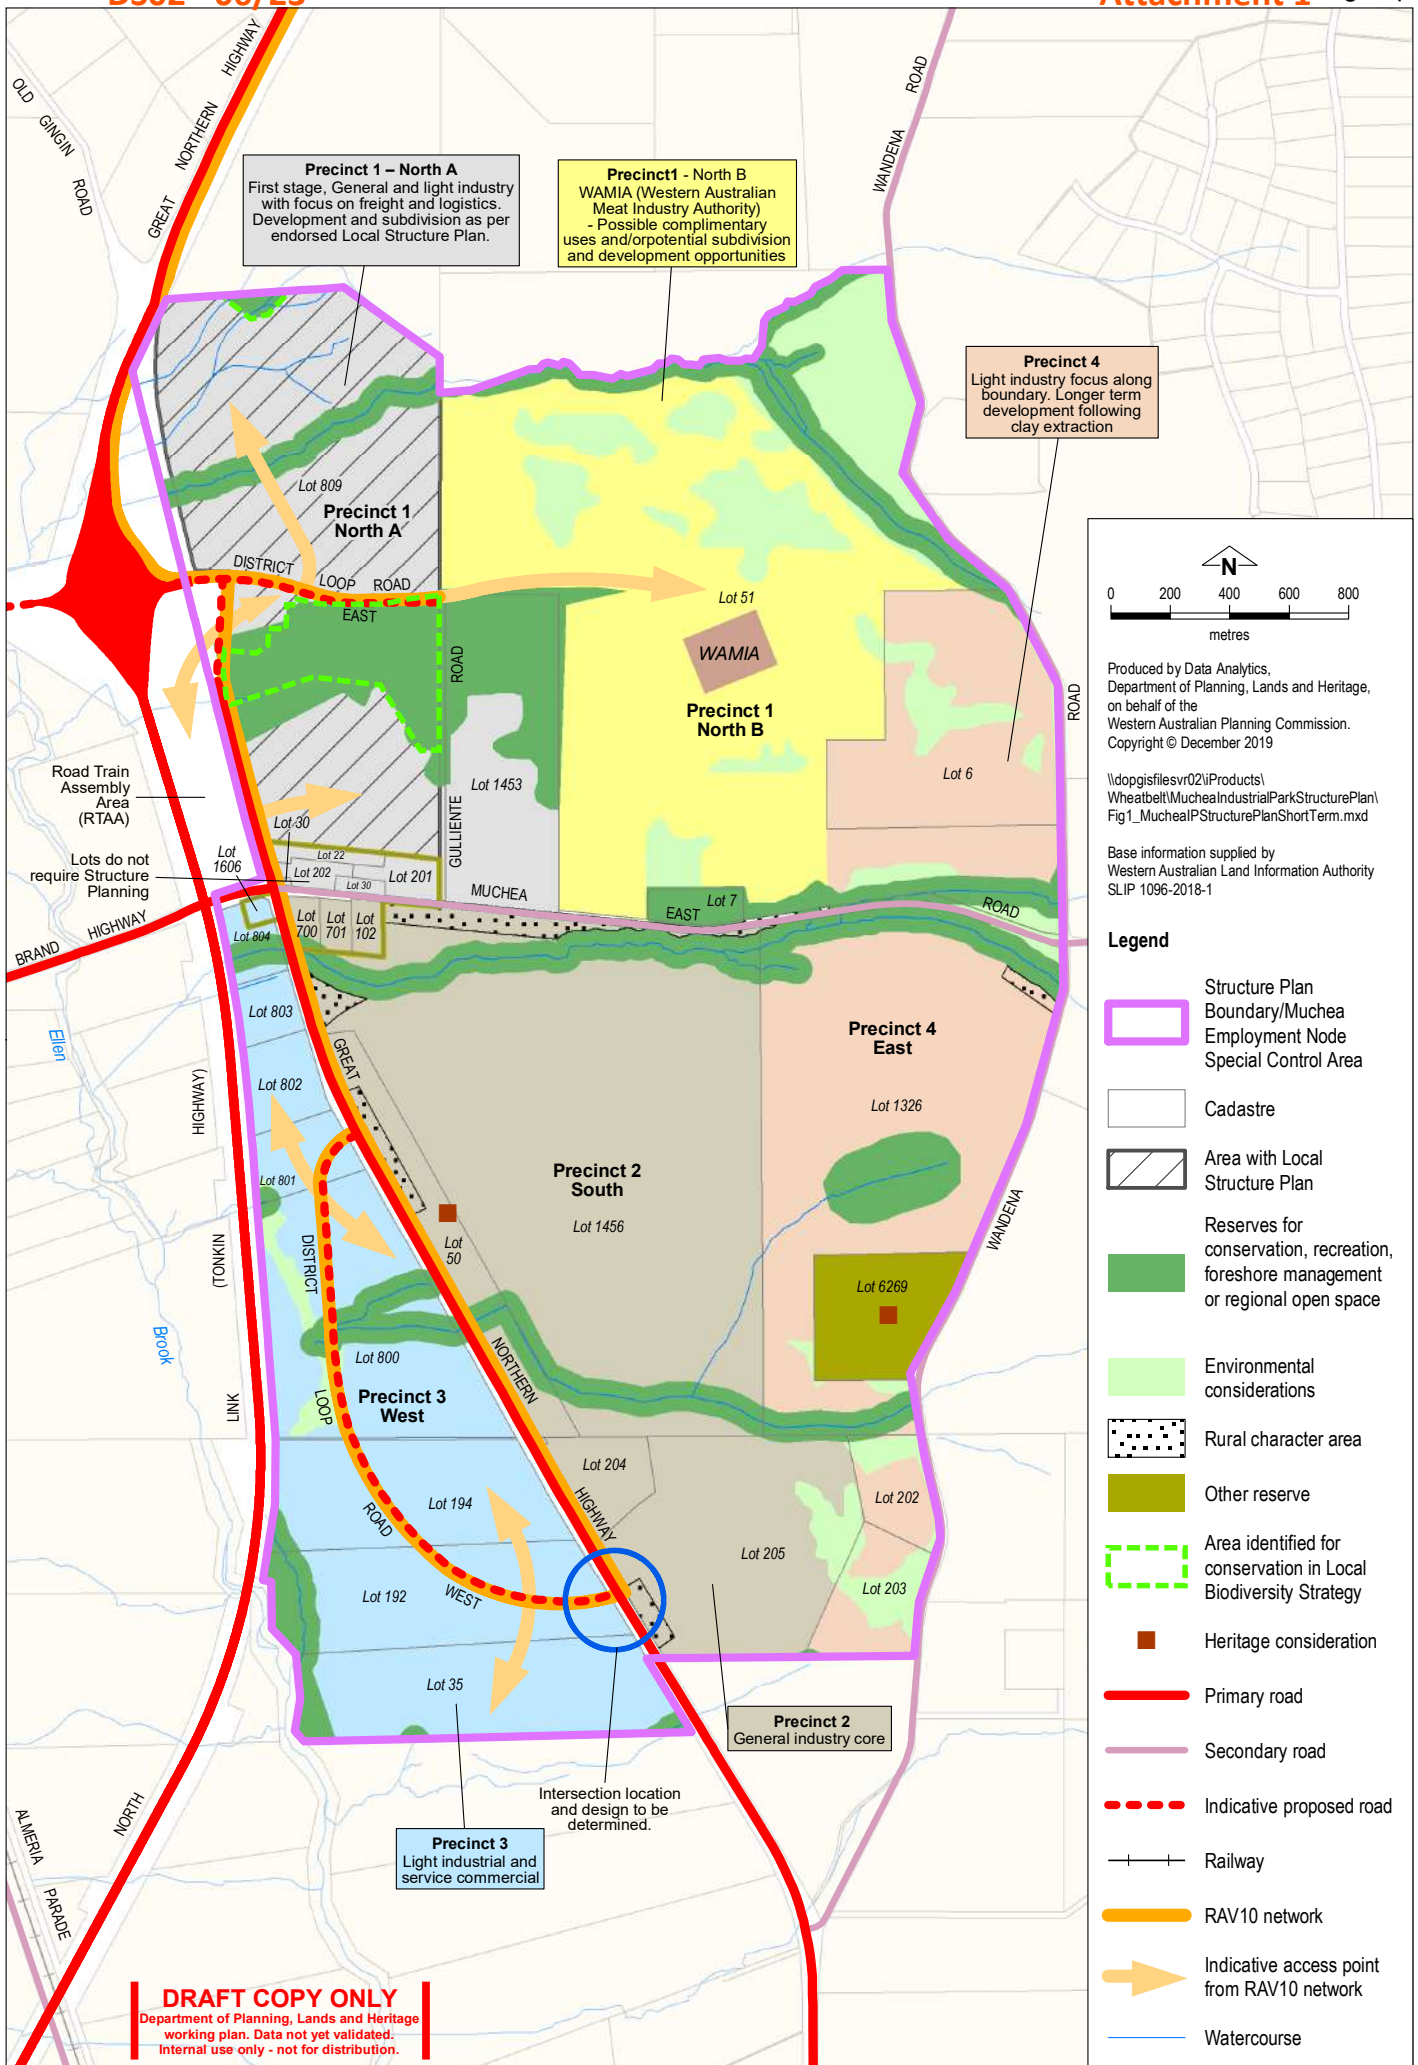 Attachment 1
OLD
GINGIN
ROAD
GREAT
NORTHERN
HIGHWAY
WANDENA
ROAD
Precinct 1 – North A
First stage, General and light industry
with focus on freight and logistics.
Development and subdivision as per
endorsed Local Structure Plan.
Precinct1 - North B
WAMIA (Western Australian
Meat Industry Authority)
- Possible complimentary
uses and/orpotential subdivision
and development opportunities
Precinct 4
Light industry focus along
boundary. Longer term
development following
clay extraction
Lot 809
Precinct 1
North A
DISTRICT
LOOP
ROAD
EAST
ROAD
GULLIENTE
Lot 51
WAMIA
Precinct 1
North B
Lot 6
ROAD
Lot 1453
Road Train
Assembly
Area
(RTAA)
Lots do not
require Structure
Planning
Lot
1606
Lot 30
Lot 22
Lot 202
Lot 30
Lot 201
MUCHEA
EAST
ROAD
Lot 7
BRAND
HIGHWAY
Lot 804
Lot
700
Lot
701
Lot
102
Lot 803
Ellen
Brook
GREAT
Lot 802
HIGHWAY)
(TONKIN
LINK
NORTH
Lot 801
DISTRICT
LOOP
ROAD
WEST
Precinct 4
East
Lot 1326
Precinct 2
South
Lot 1456
Lot
50
WANDENA
Lot 6269
NORTHERN
HIGHWAY
Lot 800
Precinct 3
West
Lot 204
Lot 194
Lot 202
Lot 205
Lot 203
Lot 192
Lot 35
Precinct 2
General industry core
Intersection location
and design to be
determined.
Precinct 3
Light industrial and
service commercial
ALMERIA
PARADE
DRAFT COPY ONLY
Department of Planning, Lands and Heritage
working plan. Data not yet validated.
Internal use only - not for distribution.
N
0 200 400 600 800
metres
Produced by Data Analytics,
Department of Planning, Lands and Heritage,
on behalf of the
Western Australian Planning Commission.
Copyright © December 2019
\\dopgisfilesvr02\iProducts\
Wheatbelt\MucheaIndustrialParkStructurePlan\
Fig1_MucheaIPStructurePlanShortTerm.mxd
Base information supplied by
Western Australian Land Information Authority
SLIP 1096-2018-1
Legend
Structure Plan
Boundary/Muchea
Employment Node
Special Control Area
Cadastre
Area with Local
Structure Plan
Reserves for
conservation, recreation,
foreshore management
or regional open space
Environmental
considerations
Rural character area
Other reserve
Area identified for
conservation in Local
Biodiversity Strategy
Heritage consideration
Primary road
Secondary road
Indicative proposed road
Railway
RAV10 network
Indicative access point
from RAV10 network
Watercourse